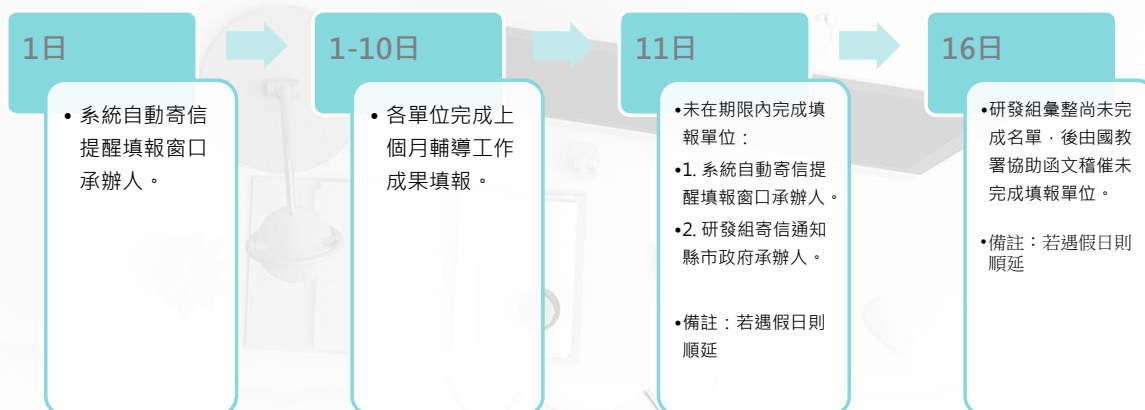 1日
• 系統自動寄信
提醒填報窗口
承辦人。
1-10日
• 各單位完成上
個月輔導工作
成果填報。
11日
•未在期限內完成填
報單位：
•1. 系統自動寄信提
醒填報窗口承辦人。
•2. 研發組寄信通知
縣市政府承辦人。
•備註：若遇假日則
順延
16日
•研發組彙整尚未完
成名單，後由國教
署協助函文稽催未
完成填報單位。
•備註：若遇假日則
順延